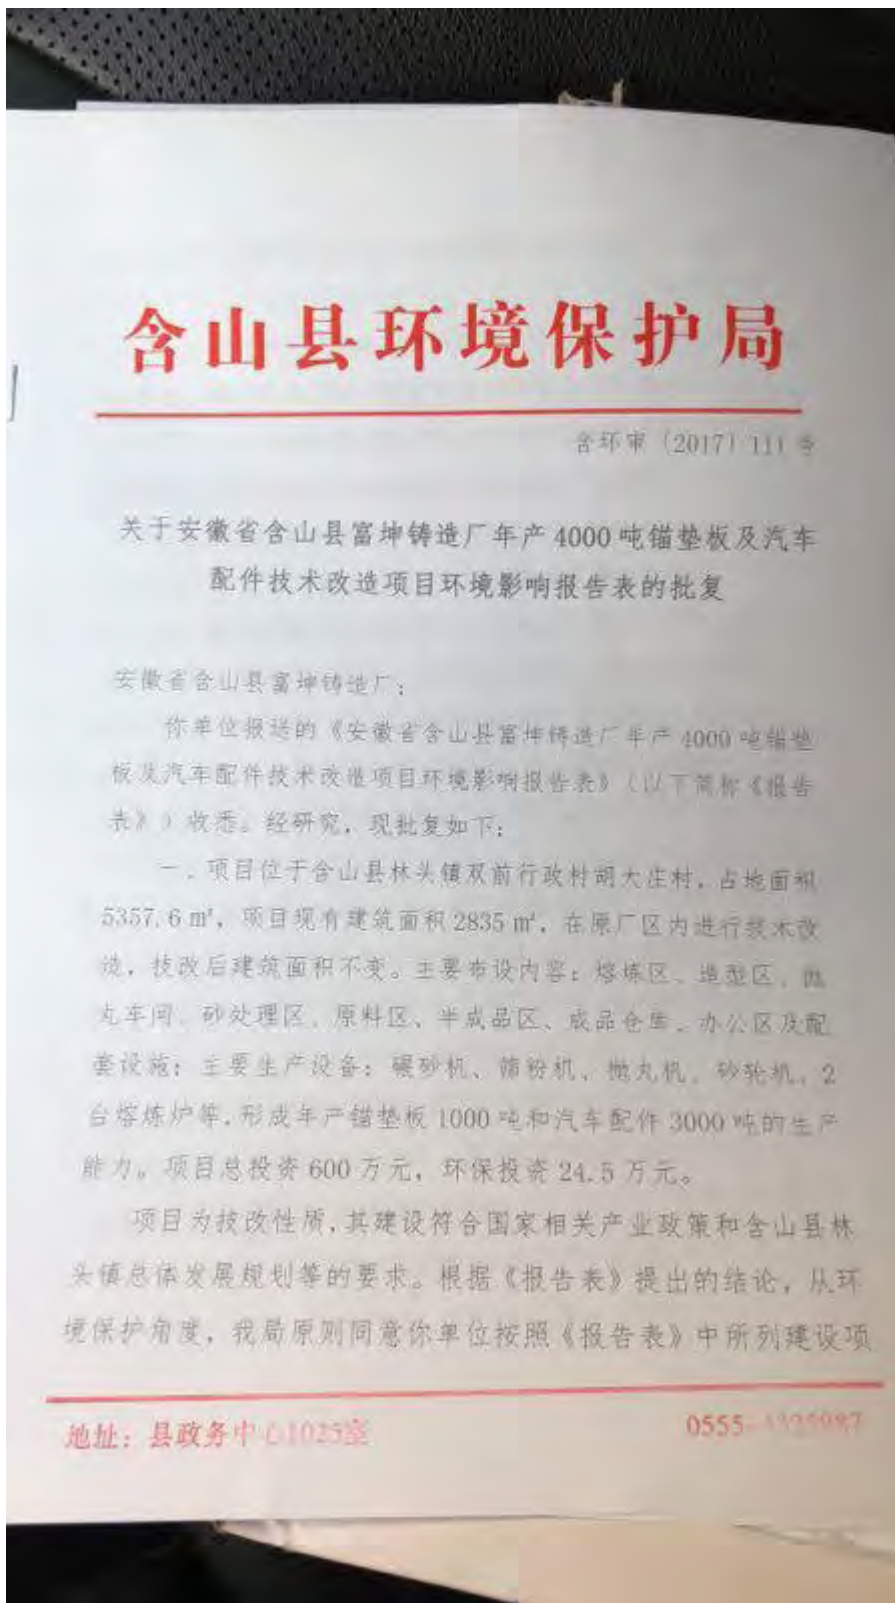 含山县环境保护局
含环审〔2017〕111号
关于安徽省含山县富坤铸造厂年产4000吨锚垫板及汽车
配件技术改造项目环境影响报告表的批复
安徽省含山县富坤铸造厂：
你单位报送的《安徽省含山县富坤铸造厂年产4000吨锚垫
板及汽车配件技术改造项目环境影响报告表》（以下简称《报告
表》）收悉。经研究，现批复如下：
一、项目位于含山县林头镇双前行政村胡大庄村，占地面积
5357.6㎡，项目现有建筑面积2835㎡，在原厂区内进行技术改
造，技改后建筑面积不变。主要布设内容：熔炼区、造型区、抛
丸车间、砂处理区、原料区、半成品区、成品仓库、办公区及配
套设施；主要生产设备：碾砂机、筛粉机、抛丸机、砂轮机、2
台熔炼炉等，形成年产锚垫板1000吨和汽车配件3000吨的生产
能力。项目总投资600万元，环保投资24.5万元。
项目为技改性质，其建设符合国家相关产业政策和含山县林
头镇总体发展规划等的要求。根据《报告表》提出的结论，从环
境保护角度，我局原则同意你单位按照《报告表》中所列建设项
地址：县政务中心1025室
0555-